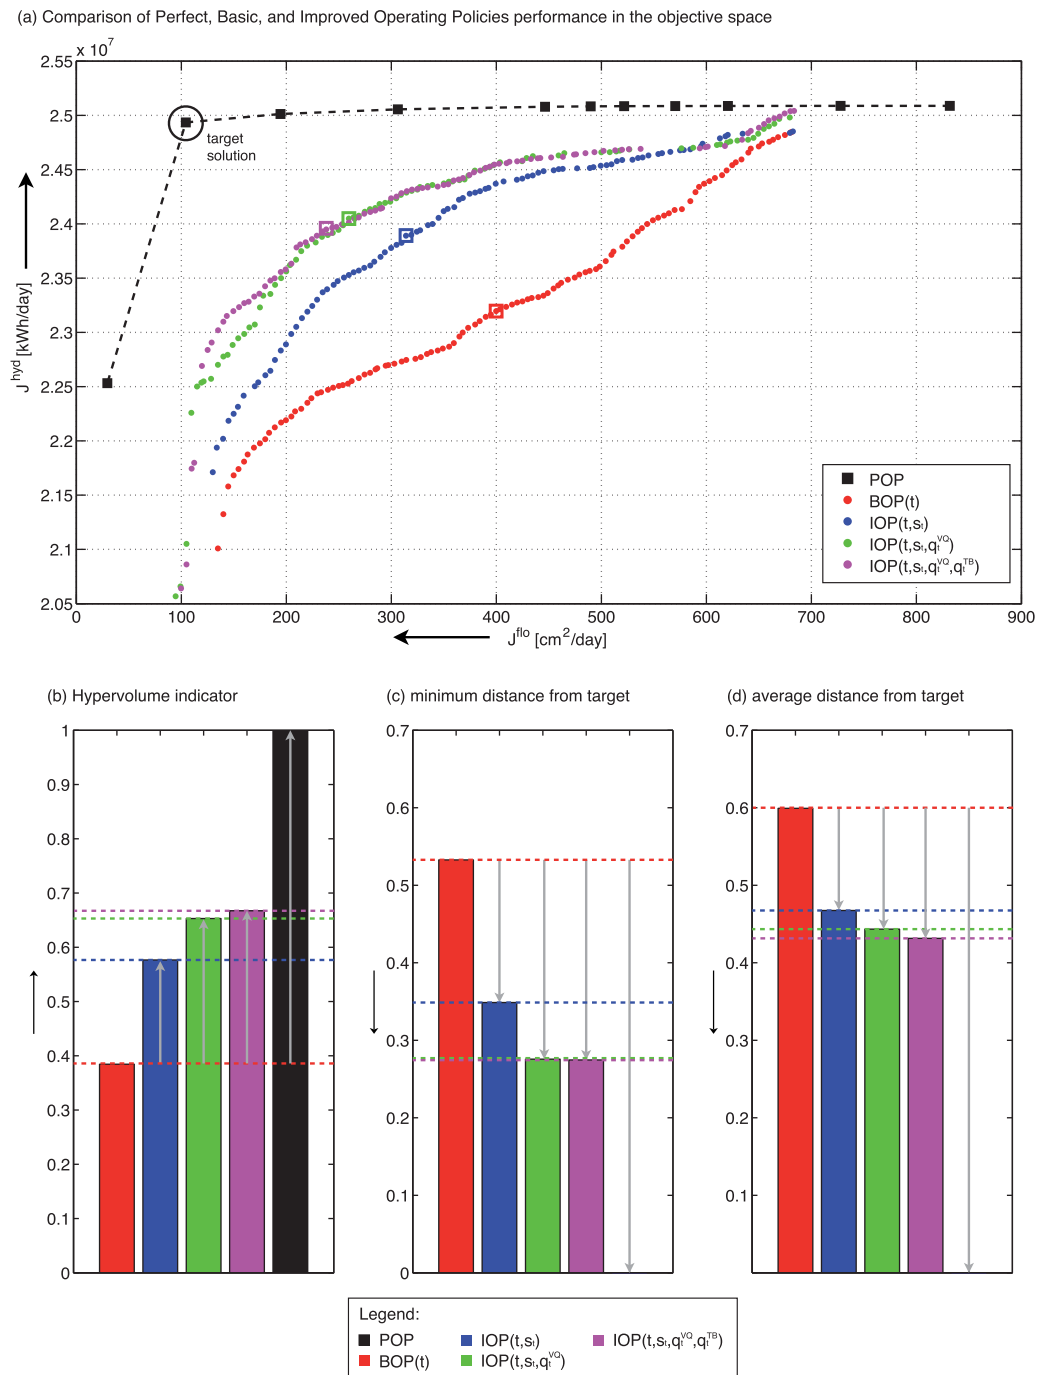 (a) Comparison of Perfect, Basic, and Improved Operating Policies performance in the objective space
x 10^7
2.55
2.5
2.45
2.4
2.35
2.3
2.25
2.2
2.15
2.1
2.05
J^hyd [kWh/day]
target
solution
POP
BOP(t)
IOP(t,s_t)
IOP(t,s_t,q_t^VQ)
IOP(t,s_t,q_t^VQ,q_t^TB)
0 100 200 300 400 500 600 700 800 900
J^flo [cm^2/day]
(b) Hypervolume indicator
1
0.9
0.8
0.7
0.6
0.5
0.4
0.3
0.2
0.1
0
(c) minimum distance from target
0.7
0.6
0.5
0.4
0.3
0.2
0.1
0
(d) average distance from target
0.7
0.6
0.5
0.4
0.3
0.2
0.1
Legend:
POP
BOP(t)
IOP(t,s_t)
IOP(t,s_t,q_t^VQ)
IOP(t,s_t,q_t^VQ,q_t^TB)